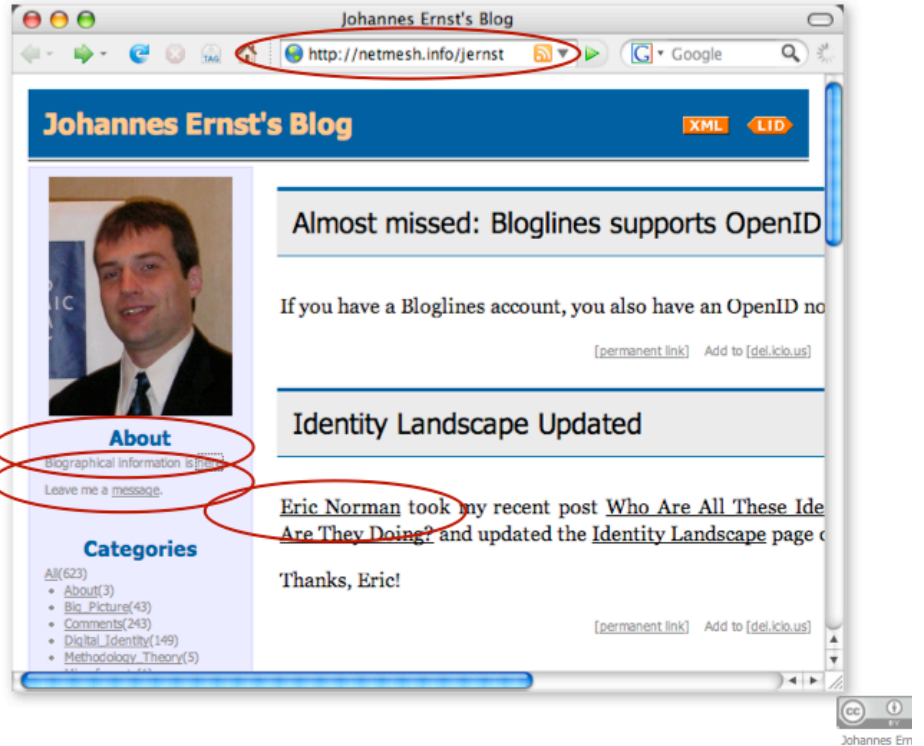 Johannes Ernst's Blog
TAG
http://netmesh.info/jernst
G Google
Johannes Ernst's Blog
XML LID
IC
A
About
Biographical information is here.
Leave me a message.
Categories
All(623)
About(3)
Big_Picture(43)
Comments(243)
Digital_Identity(149)
Methodology_Theory(5)
Almost missed: Bloglines supports OpenID
If you have a Bloglines account, you also have an OpenID no
[permanent link] Add to [del.icio.us]
Identity Landscape Updated
Eric Norman took my recent post Who Are All These Ide
Are They Doing? and updated the Identity Landscape page
Thanks, Eric!
[permanent link] Add to [del.icio.us]
cc
BY
Johannes Ern